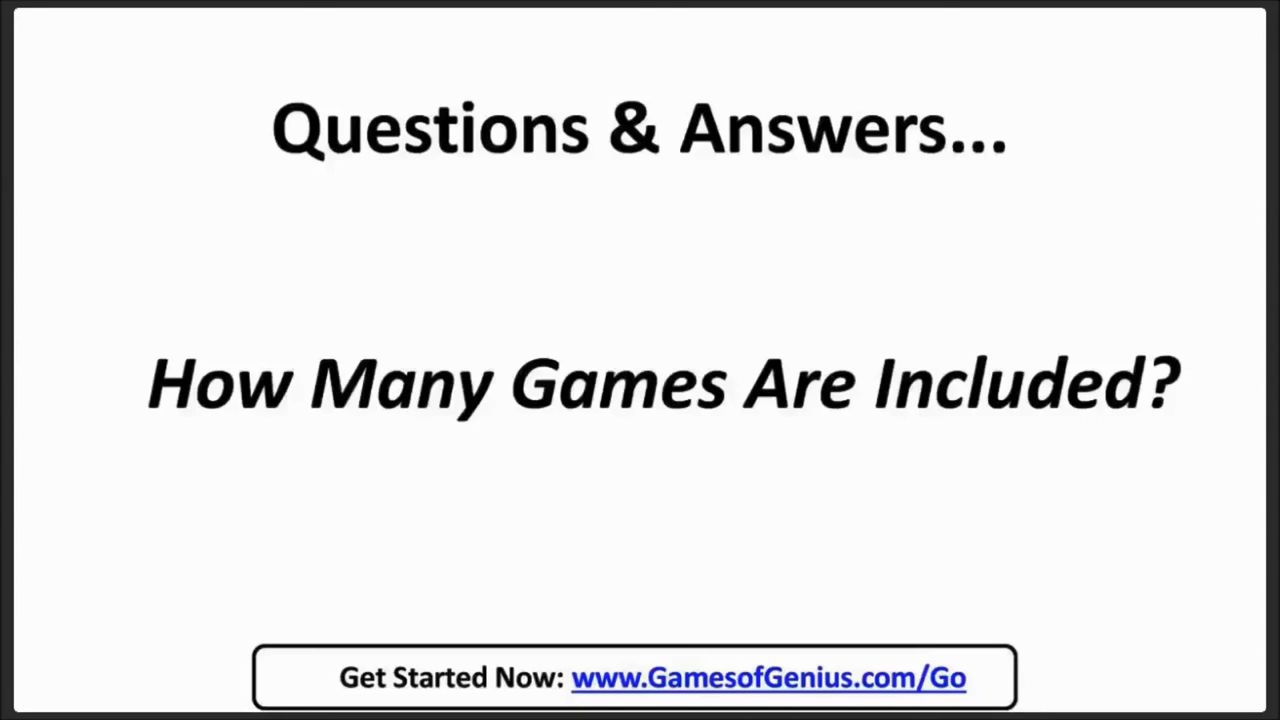 Questions & Answers...
How Many Games Are Included?
Get Started Now: www.GamesofGenius.com/Go